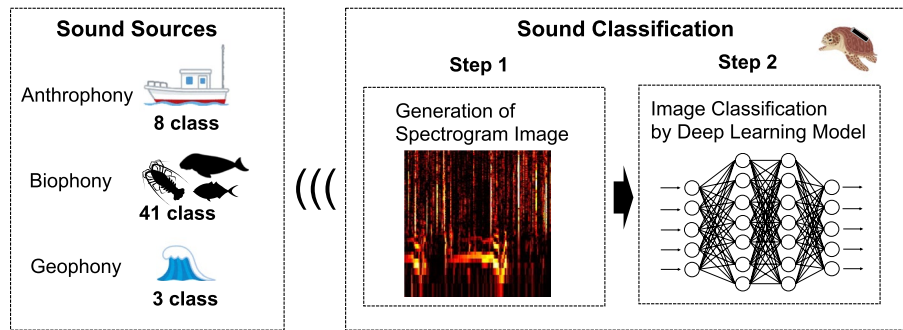 Sound Sources
Anthrophony
8 class
Biophony
41 class
Geophony
3 class
Sound Classification
Step 1
Generation of
Spectrogram Image
Step 2
Image Classification
by Deep Learning Model